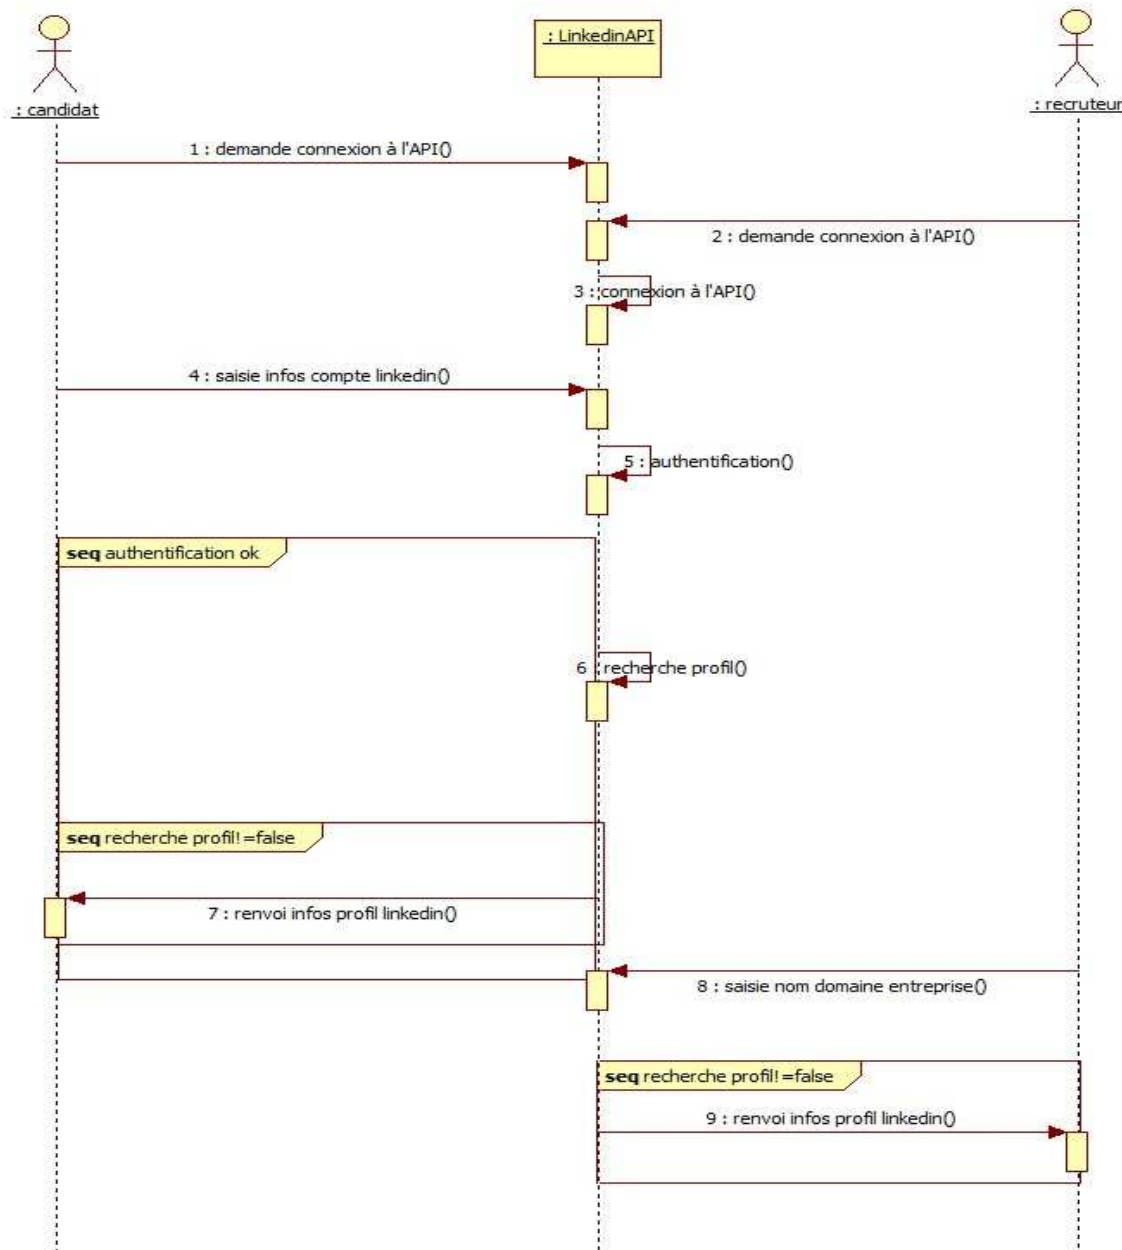 : LinkedinAPI
: candidat
: recruteur
1 : demande connexion à l'API()
2 : demande connexion à l'API()
3 : connexion à l'API()
4 : saisie infos compte linkedin()
5 : authentification()
seq authentification ok
6 : recherche profil()
seq recherche profil!=false
7 : renvoi infos profil linkedin()
8 : saisie nom domaine entreprise()
seq recherche profil!=false
9 : renvoi infos profil linkedin()